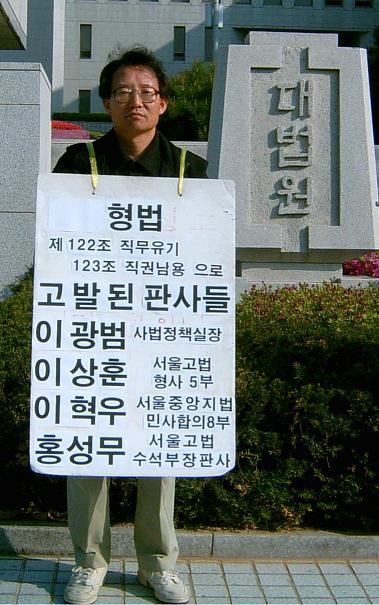 대법원
형법
제 122조 직무유기
123조 직권남용 으로
고발된 판사들
이광범 사법정책실장
이상훈 서울고법 형사 5부
이혁우 서울중앙지법 민사합의8부
홍성무 서울고법 수석부장판사